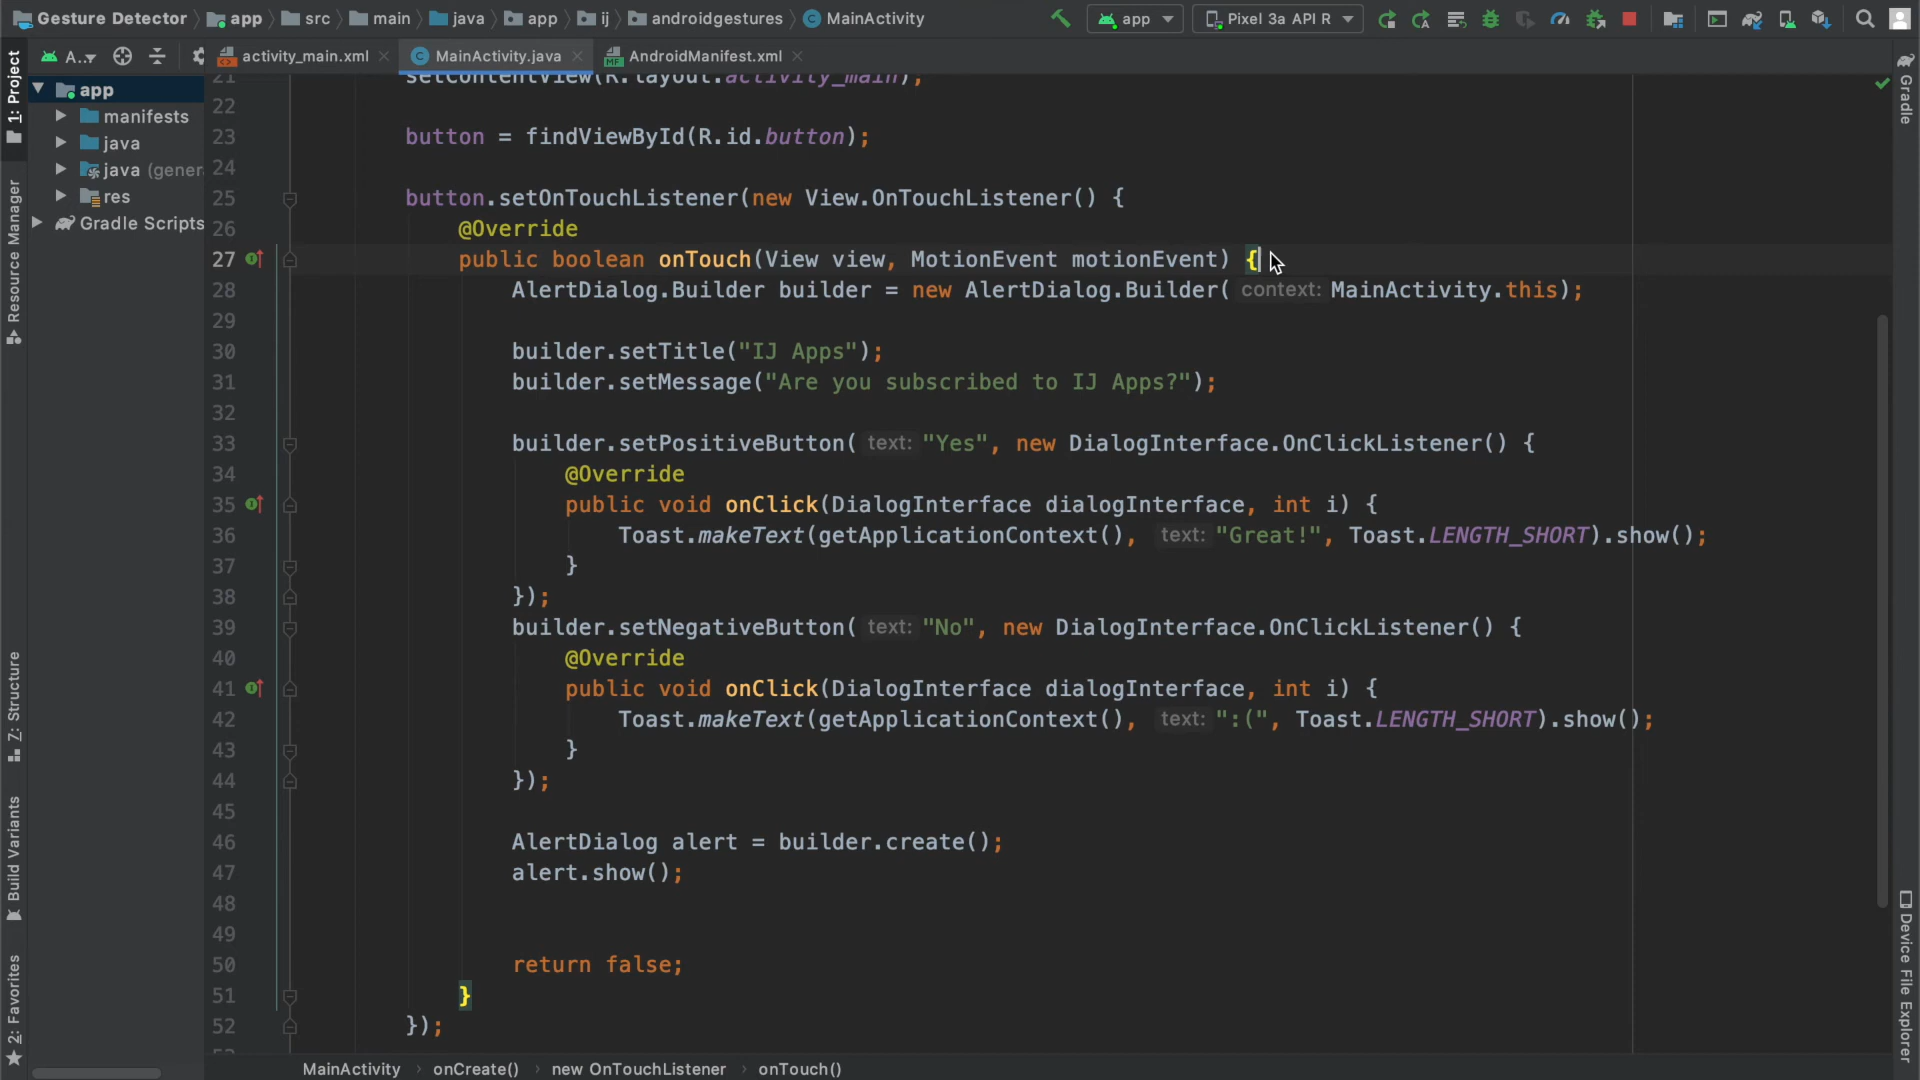 Gesture Detector app src main java app ij androidgestures MainActivity app Pixel 3a API R
A.. activity_main.xml MainActivity.java AndroidManifest.xml
1: Project
Resource Manager
Z: Structure
Build Variants
2: Favorites
app
manifests
java
java (gener
res
Gradle Scripts
21 setContentView(R.layout.activity_main);
22
23 button = findViewById(R.id.button);
24
25 button.setOnTouchListener(new View.OnTouchListener() {
26 @Override
27 public boolean onTouch(View view, MotionEvent motionEvent) {
28 AlertDialog.Builder builder = new AlertDialog.Builder( context: MainActivity.this);
29
30 builder.setTitle("IJ Apps");
31 builder.setMessage("Are you subscribed to IJ Apps?");
32
33 builder.setPositiveButton( text: "Yes", new DialogInterface.OnClickListener() {
34 @Override
35 public void onClick(DialogInterface dialogInterface, int i) {
36 Toast.makeText(getApplicationContext(), text: "Great!", Toast.LENGTH_SHORT).show();
37 }
38 });
39 builder.setNegativeButton( text: "No", new DialogInterface.OnClickListener() {
40 @Override
41 public void onClick(DialogInterface dialogInterface, int i) {
42 Toast.makeText(getApplicationContext(), text: ":(", Toast.LENGTH_SHORT).show();
43 }
44 });
45
46 AlertDialog alert = builder.create();
47 alert.show();
48
49
50 return false;
51 }
52 });
MainActivity onCreate() new OnTouchListener onTouch()
Gradle
Device File Explorer